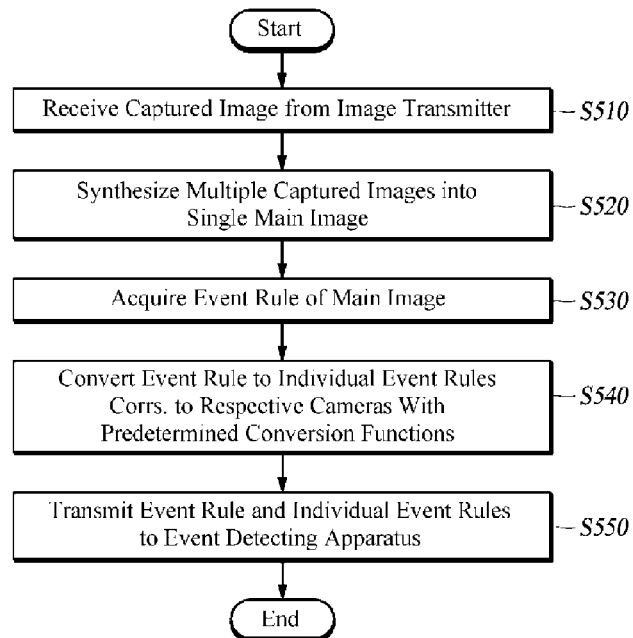 Start
Receive Captured Image from Image Transmitter
S510
Synthesize Multiple Captured Images into
Single Main Image
S520
Acquire Event Rule of Main Image
S530
Convert Event Rule to Individual Event Rules
Corrs. to Respective Cameras With
Predetermined Conversion Functions
S540
Transmit Event Rule and Individual Event Rules
to Event Detecting Apparatus
S550
End